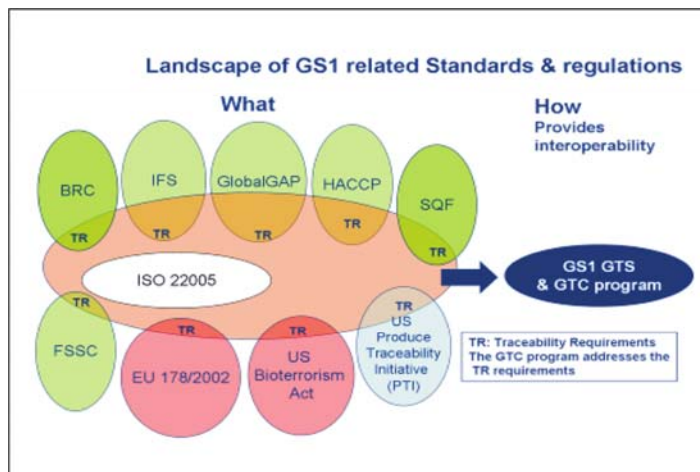 Landscape of GS1 related Standards & regulations
What
How
Provides
interoperability
BRC
IFS
GlobalGAP
HACCP
SQF
TR
TR
TR
TR
TR
ISO 22005
GS1 GTS
& GTC program
TR
FSSC
TR
EU 178/2002
TR
US
Bioterrorism
Act
TR
US
Produce
Traceability
Initiative
(PTI)
TR: Traceability Requirements
The GTC program addresses the
TR requirements